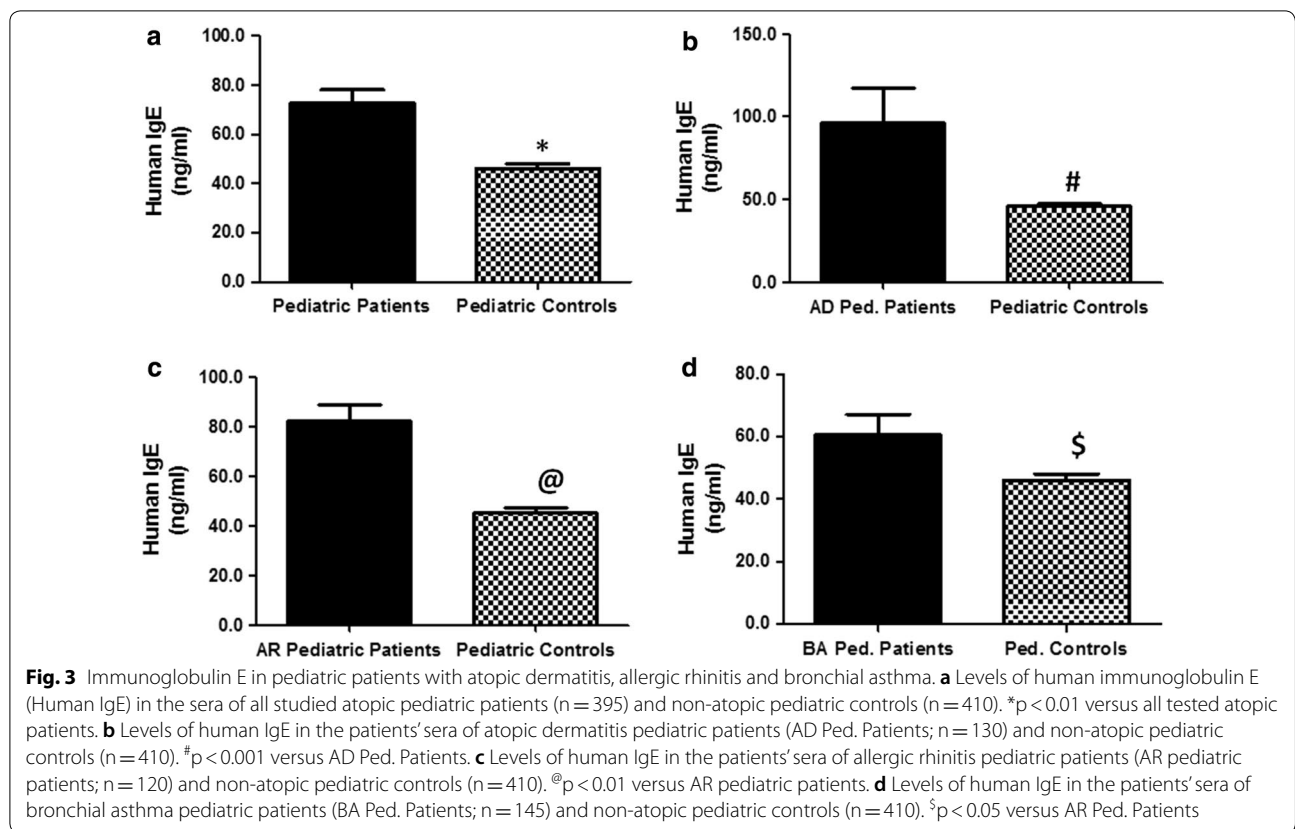 a
100.0
80.0
60.0
40.0
20.0
0.0
Human IgE
(ng/ml)
*
Pediatric Patients Pediatric Controls
b
150.0
100.0
50.0
0.0
Human IgE
(ng/ml)
#
AD Ped. Patients Pediatric Controls
c
100.0
80.0
60.0
40.0
20.0
0.0
Human IgE
(ng/ml)
@
AR Pediatric Patients Pediatric Controls
d
80.0
60.0
40.0
20.0
0.0
Human IgE
(ng/ml)
$
BA Ped. Patients Ped. Controls
Fig. 3 Immunoglobulin E in pediatric patients with atopic dermatitis, allergic rhinitis and bronchial asthma. a Levels of human immunoglobulin E
(Human IgE) in the sera of all studied atopic pediatric patients (n = 395) and non-atopic pediatric controls (n = 410). *p < 0.01 versus all tested atopic
patients. b Levels of human IgE in the patients' sera of atopic dermatitis pediatric patients (AD Ped. Patients; n = 130) and non-atopic pediatric
controls (n = 410). #p < 0.001 versus AD Ped. Patients. c Levels of human IgE in the patients' sera of allergic rhinitis pediatric patients (AR pediatric
patients; n = 120) and non-atopic pediatric controls (n = 410). @p < 0.01 versus AR pediatric patients. d Levels of human IgE in the patients' sera of
bronchial asthma pediatric patients (BA Ped. Patients; n = 145) and non-atopic pediatric controls (n = 410). $p < 0.05 versus AR Ped. Patients